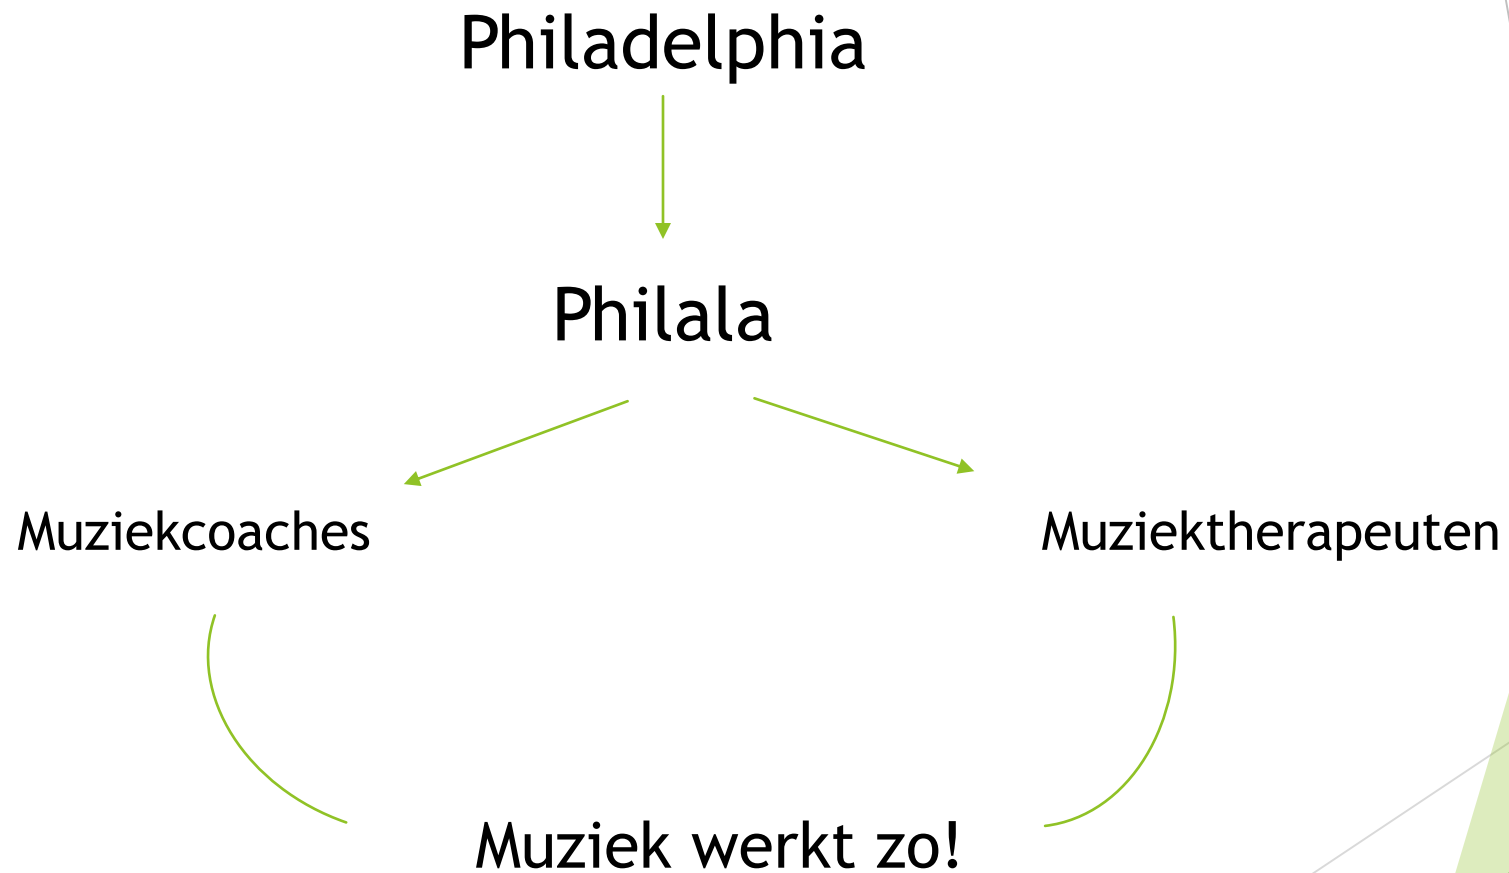 Philadelphia
Philala
Muziekcoaches
Muziektherapeuten
Muziek werkt zo!